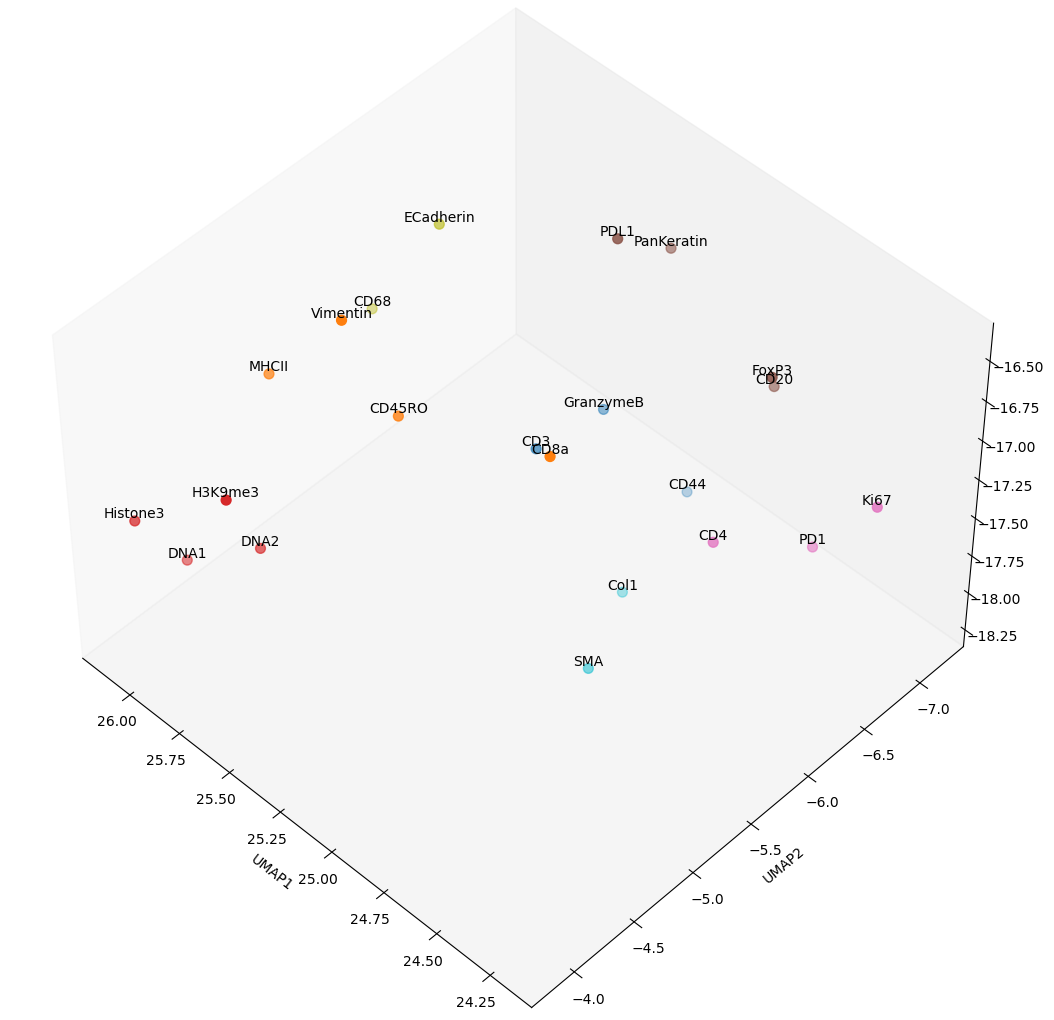 ECadherin
PDL1
PanKeratin
CD68
Vimentin
MHCII
FoxP3
CD20
−16.50
−16.75
−17.00
−17.25
−17.50
−17.75
−18.00
−18.25
CD45RO
GranzymeB
CD3
CD8a
CD44
H3K9me3
Ki67
Histone3
DNA2
DNA1
CD4
PD1
Col1
SMA
26.00
25.75
25.50
25.25
25.00
24.75
24.50
24.25
UMAP1
−7.0
−6.5
−6.0
−5.5
−5.0
−4.5
−4.0
UMAP2